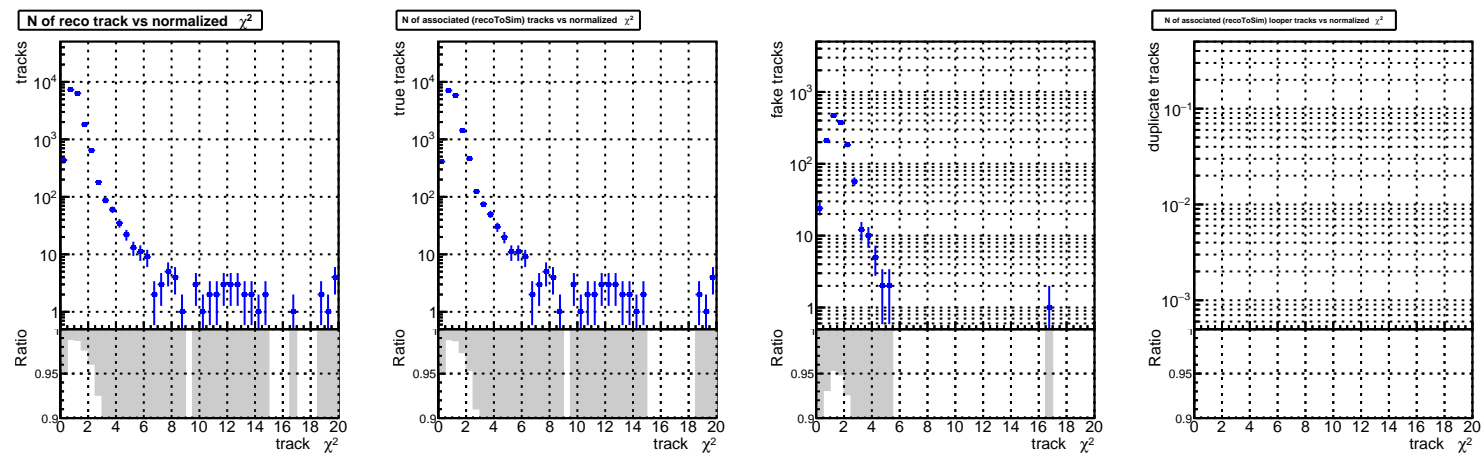 N of reco track vs normalized χ²
tracks
10⁴
10³
10²
10
1
Ratio
1
0.95
0.9
0 2 4 6 8 10 12 14 16 18 20
track χ²
N of associated (recoToSim) tracks vs normalized χ²
true tracks
10⁴
10³
10²
10
1
Ratio
1
0.95
0.9
0 2 4 6 8 10 12 14 16 18 20
track χ²
fake tracks
10³
10²
10
1
Ratio
1
0.95
0.9
0 2 4 6 8 10 12 14 16 18 20
track χ²
N of associated (recoToSim) looper tracks vs normalized χ²
duplicate tracks
10⁻¹
10⁻²
10⁻³
Ratio
1
0.95
0.9
0 2 4 6 8 10 12 14 16 18 20
track χ²